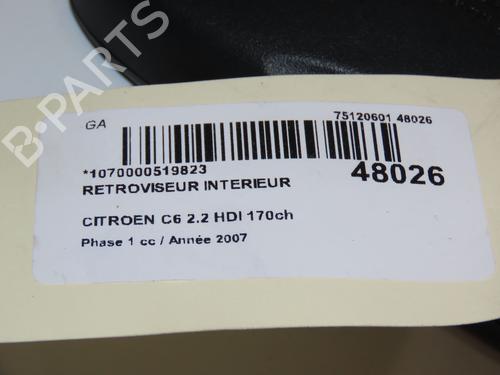 B-PARTS
GA
75120601 48026
*1070000519823
48026
RETROVISEUR INTERIEUR
CITROEN C6 2.2 HDI 170ch
Phase 1 cc / Année 2007